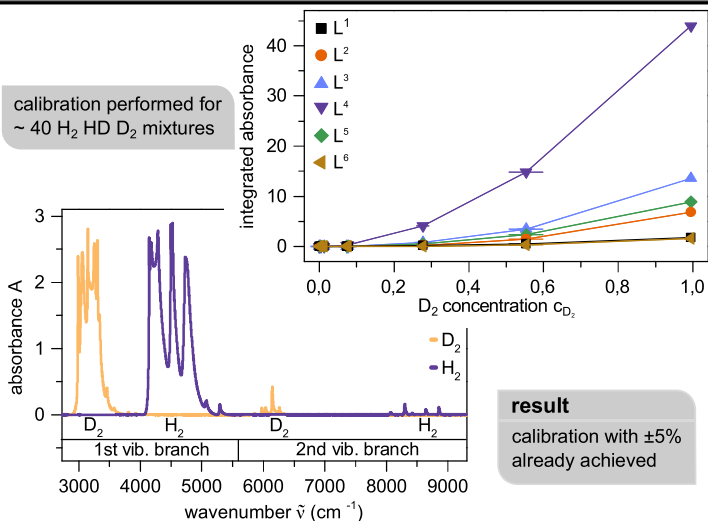 calibration performed for
~ 40 H₂ HD D₂ mixtures
integrated absorbance
40
30
20
10
0
L¹
L²
L³
L⁴
L⁵
L⁶
0,0 0,2 0,4 0,6 0,8 1,0
D₂ concentration c_D₂
absorbance A
3
2
1
0
D₂
H₂
D₂ H₂ D₂ H₂
1st vib. branch 2nd vib. branch
3000 4000 5000 6000 7000 8000 9000
wavenumber ν̃ (cm ⁻¹)
result
calibration with ±5%
already achieved